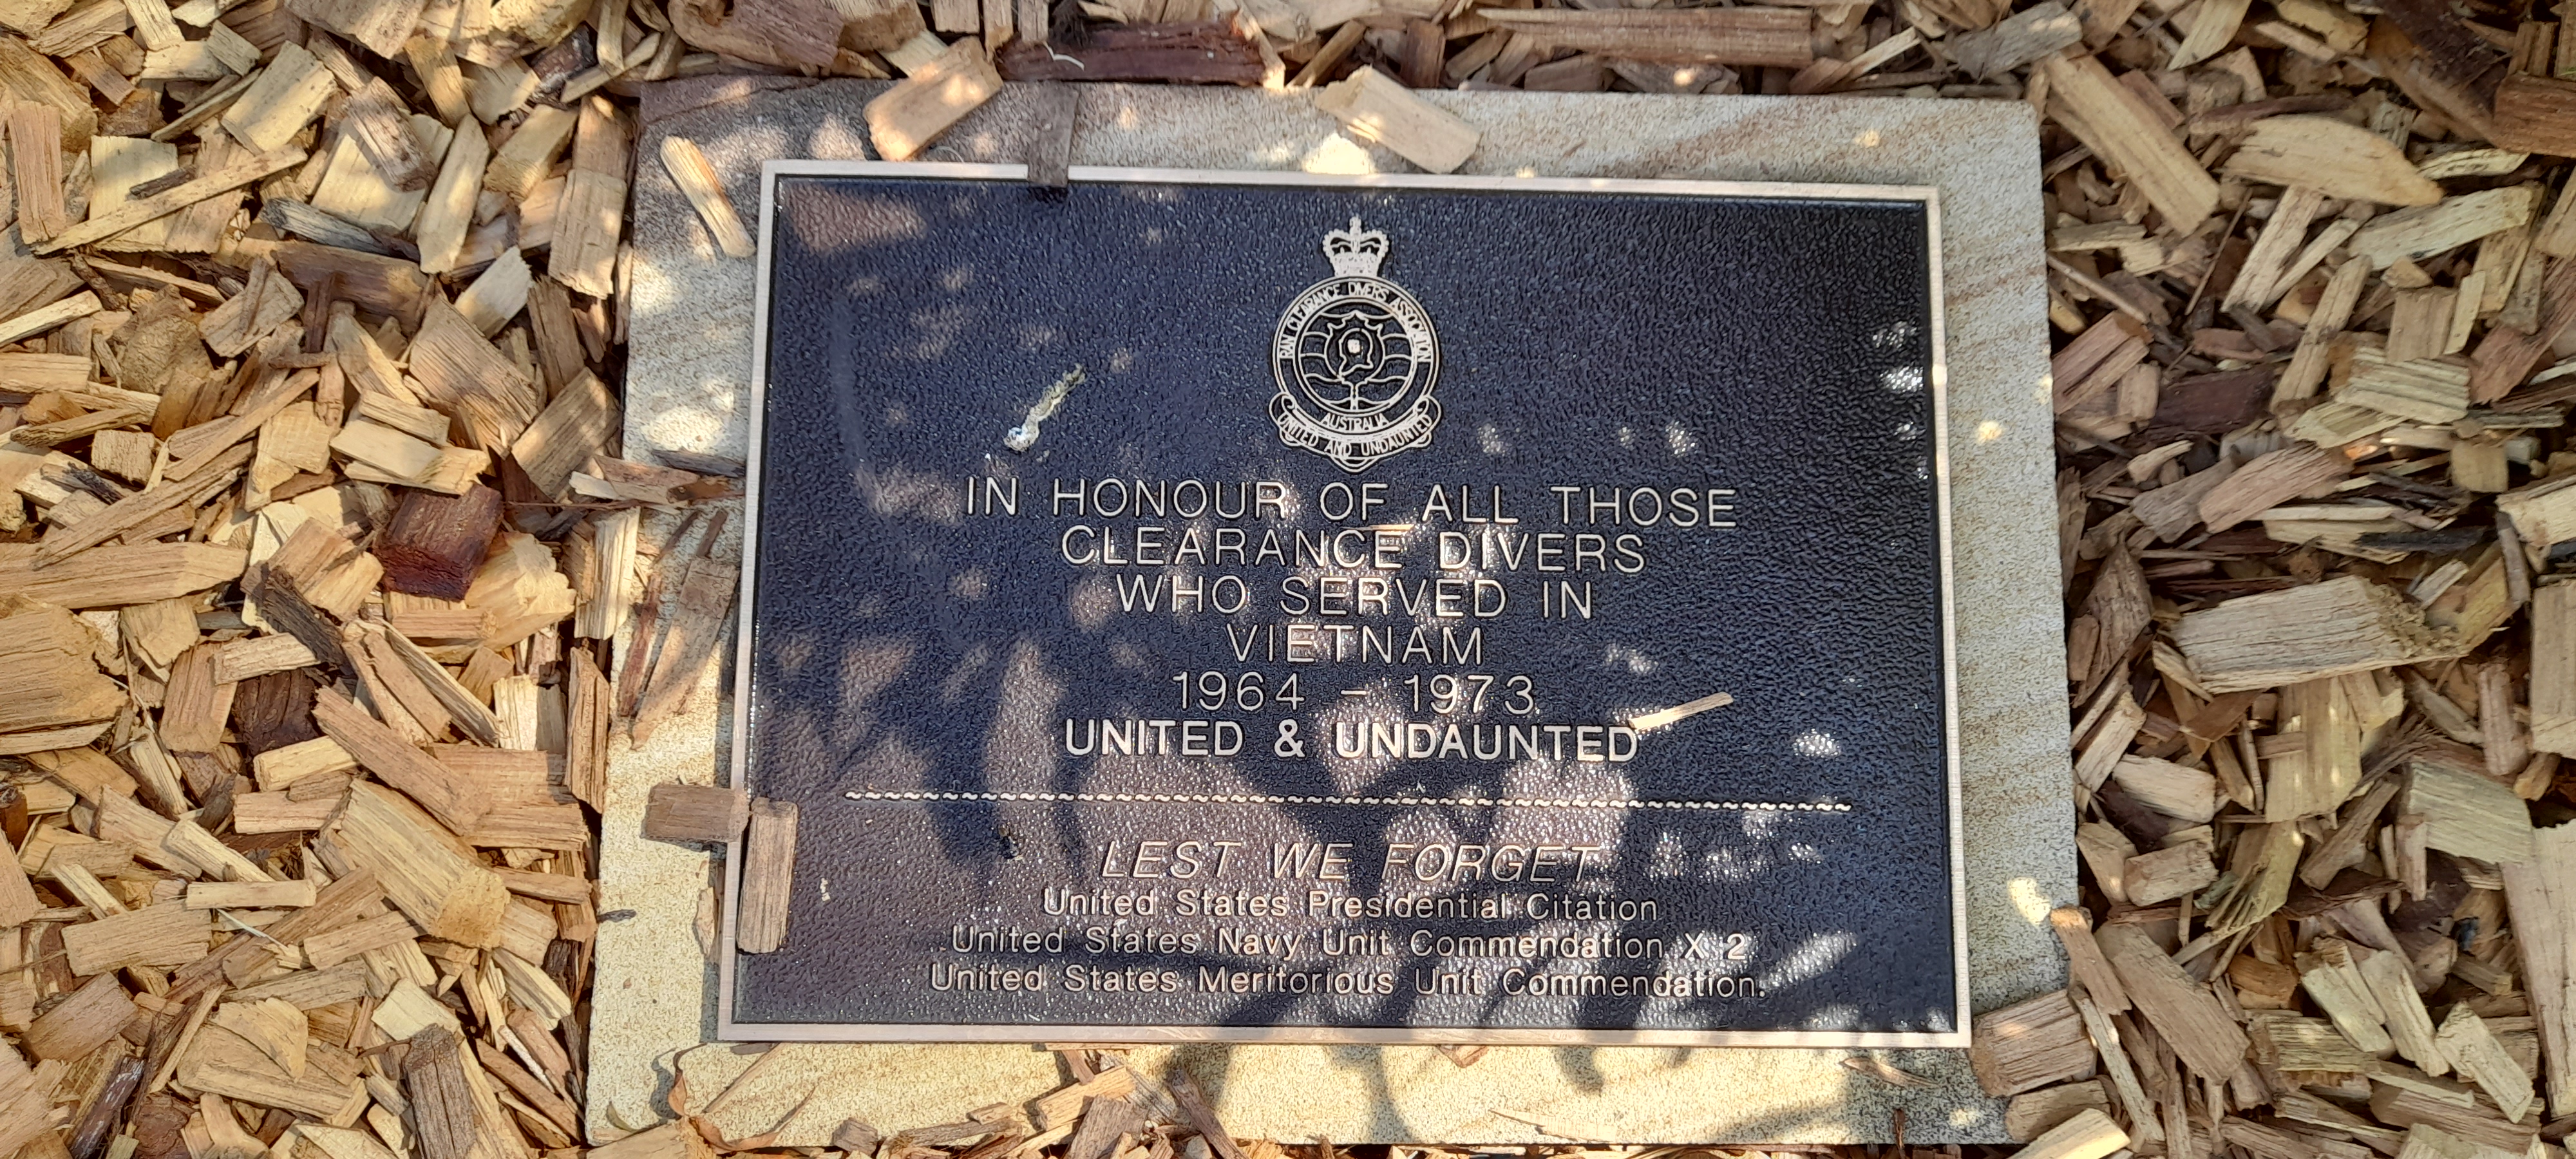 RAN CLEARANCE DIVERS ASSOCIATION
AUSTRALIA
UNITED AND UNDAUNTED
IN HONOUR OF ALL THOSE
CLEARANCE DIVERS
WHO SERVED IN
VIETNAM
1964 - 1973
UNITED & UNDAUNTED
LEST WE FORGET
United States Presidential Citation
United States Navy Unit Commendation X 2
United States Meritorious Unit Commendation.